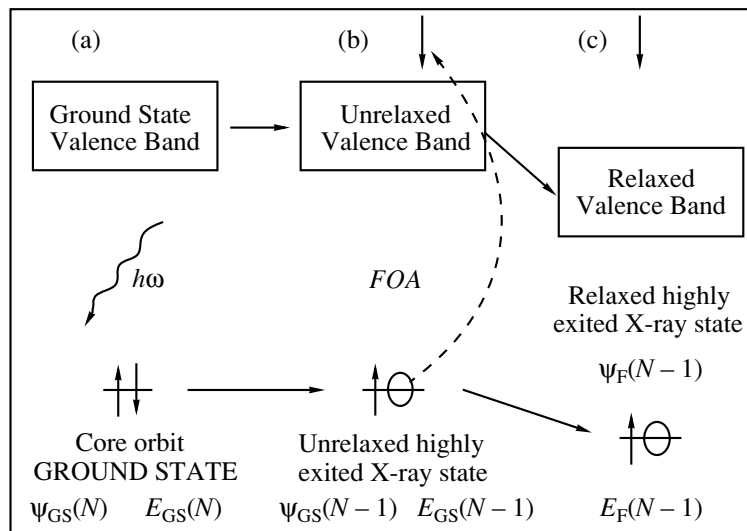 (a)
Ground State
Valence Band
hω
Core orbit
GROUND STATE
ψGS(N) EGS(N)
(b)
Unrelaxed
Valence Band
FOA
Unrelaxed highly
exited X-ray state
ψGS(N – 1) EGS(N – 1)
(c)
Relaxed
Valence Band
Relaxed highly
exited X-ray state
ψF(N – 1)
EF(N – 1)